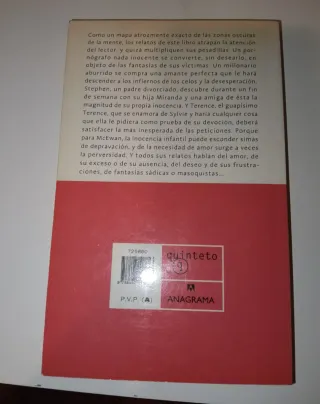 Como un mapa atrozmente exacto de las zonas oscuras
de la mente, los relatos de este libro atrapan la atención
del lector, y quizá multipliquen sus pesadillas. Un por-
nógrafo nada inocente se convierte, sin desearlo, en
objeto de las fantasías de sus víctimas. Un millonario
aburrido se compra una amante perfecta que le hará
descender a los infiernos de los celos y la desesperación.
Stephen, un padre divorciado, descubre durante un fin
de semana con su hija Miranda y una amiga de ésta la
magnitud de su propia inocencia. Y Terence, el guapísimo
Terence, que se enamora de Sylvie y haría cualquier cosa
que ella le pidiera como prueba de su devoción, deberá
satisfacer la más inesperada de las peticiones. Porque
para McEwan, la inocencia infantil puede esconder simas
de depravación, y de la necesidad de amor surge a veces
la perversidad. Y todos sus relatos hablan del amor, de
su exceso o de su ausencia, del deseo y de sus frustra-
ciones, de fantasías sádicas o masoquistas...
quinteto
P.V.P. (A)
ANAGRAMA